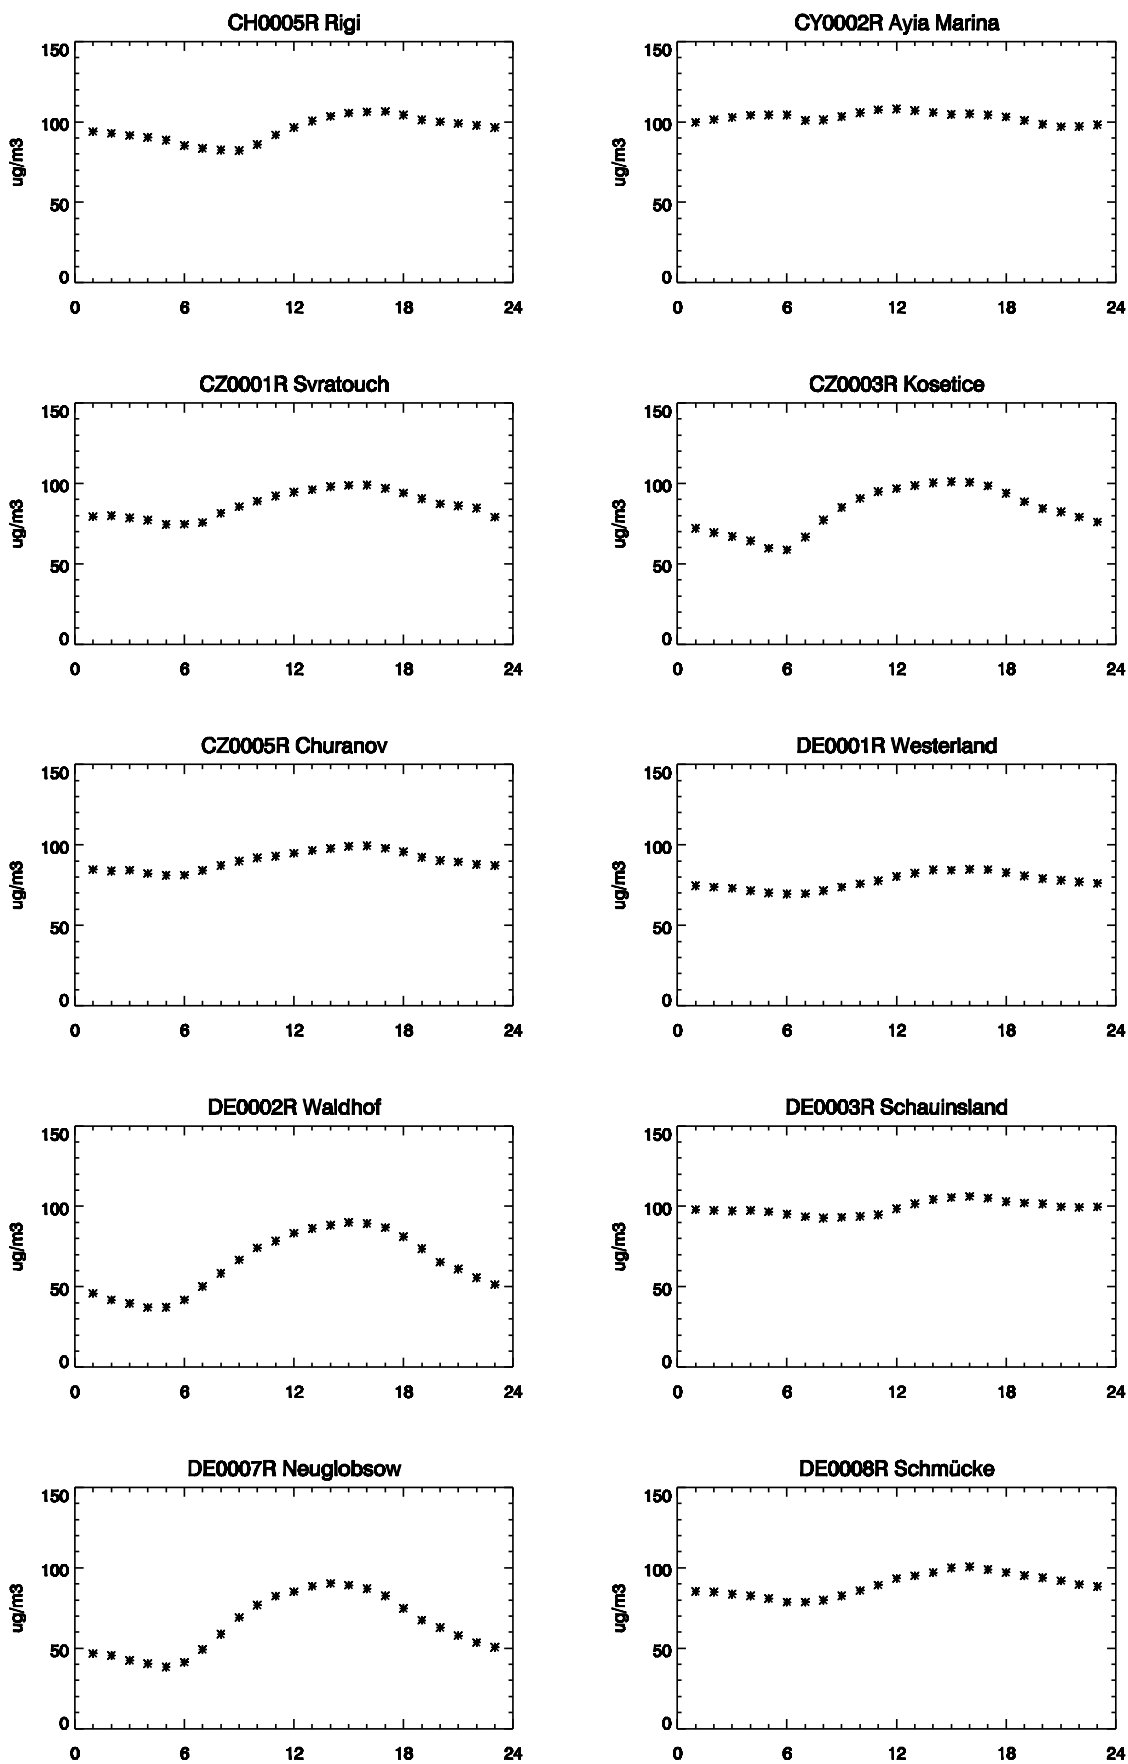 CH0005R Rigi
150
100
50
0
ug/m3
0 6 12 18 24
CY0002R Ayia Marina
150
100
50
0
ug/m3
0 6 12 18 24
CZ0001R Svratouch
150
100
50
0
ug/m3
0 6 12 18 24
CZ0003R Kosetice
150
100
50
0
ug/m3
0 6 12 18 24
CZ0005R Churanov
150
100
50
0
ug/m3
0 6 12 18 24
DE0001R Westerland
150
100
50
0
ug/m3
0 6 12 18 24
DE0002R Waldhof
150
100
50
0
ug/m3
0 6 12 18 24
DE0003R Schauinsland
150
100
50
0
ug/m3
0 6 12 18 24
DE0007R Neuglobsow
150
100
50
0
ug/m3
0 6 12 18 24
DE0008R Schmücke
150
100
50
0
ug/m3
0 6 12 18 24